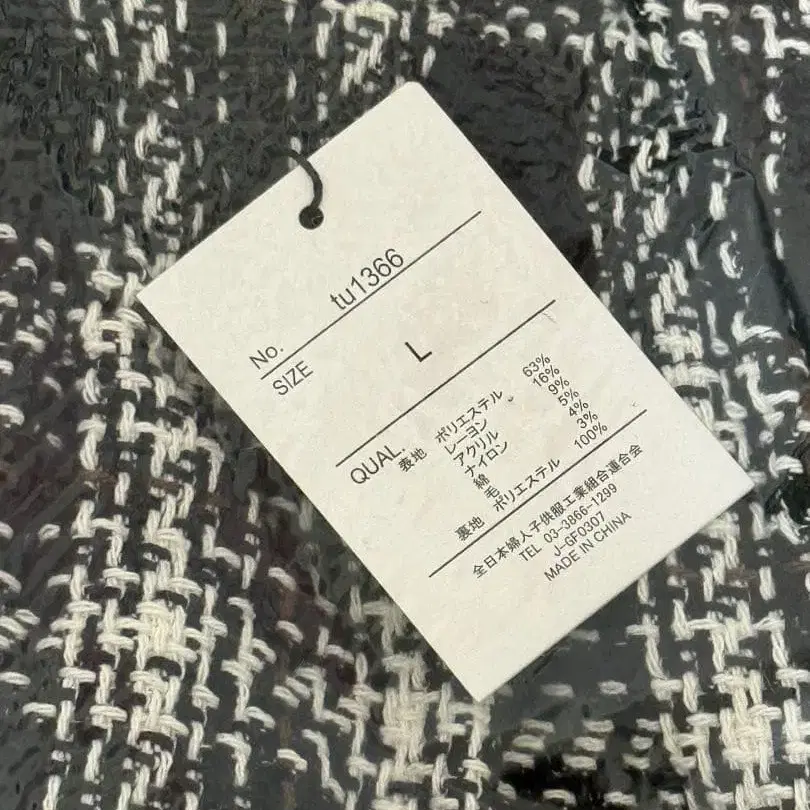 No. tu1366
SIZE L
QUAL. 表地 ポリエステル 63%
レーヨン 16%
アクリル 9%
ナイロン 5%
綿 4%
毛 3%
裏地 ポリエステル 100%
全日本婦人子供服工業組合連合会
TEL 03-3866-1299
J-GF0307
MADE IN CHINA